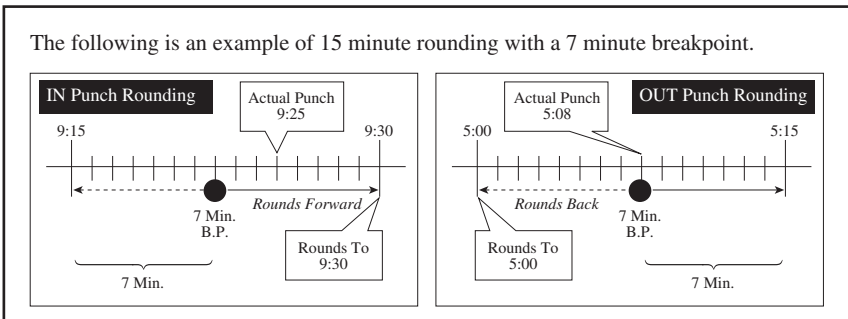 The following is an example of 15 minute rounding with a 7 minute breakpoint.
IN Punch Rounding
Actual Punch
9:25
9:15
9:30
Rounds Forward
7 Min.
B.P.
Rounds To
9:30
7 Min.
Actual Punch
5:08
OUT Punch Rounding
5:00
5:15
Rounds Back
7 Min.
B.P.
Rounds To
5:00
7 Min.